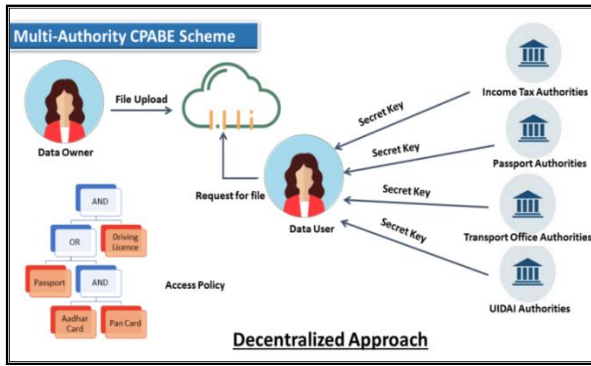 Multi-Authority CPABE Scheme
File Upload
Data Owner
Income Tax Authorities
Secret Key
Passport Authorities
Secret Key
Request for file
Data User
Secret Key
Transport Office Authorities
Secret Key
UIDAI Authorities
AND
OR
Driving
Licence
Passport
AND
Access Policy
Aadhar
Card
Pan Card
Decentralized Approach